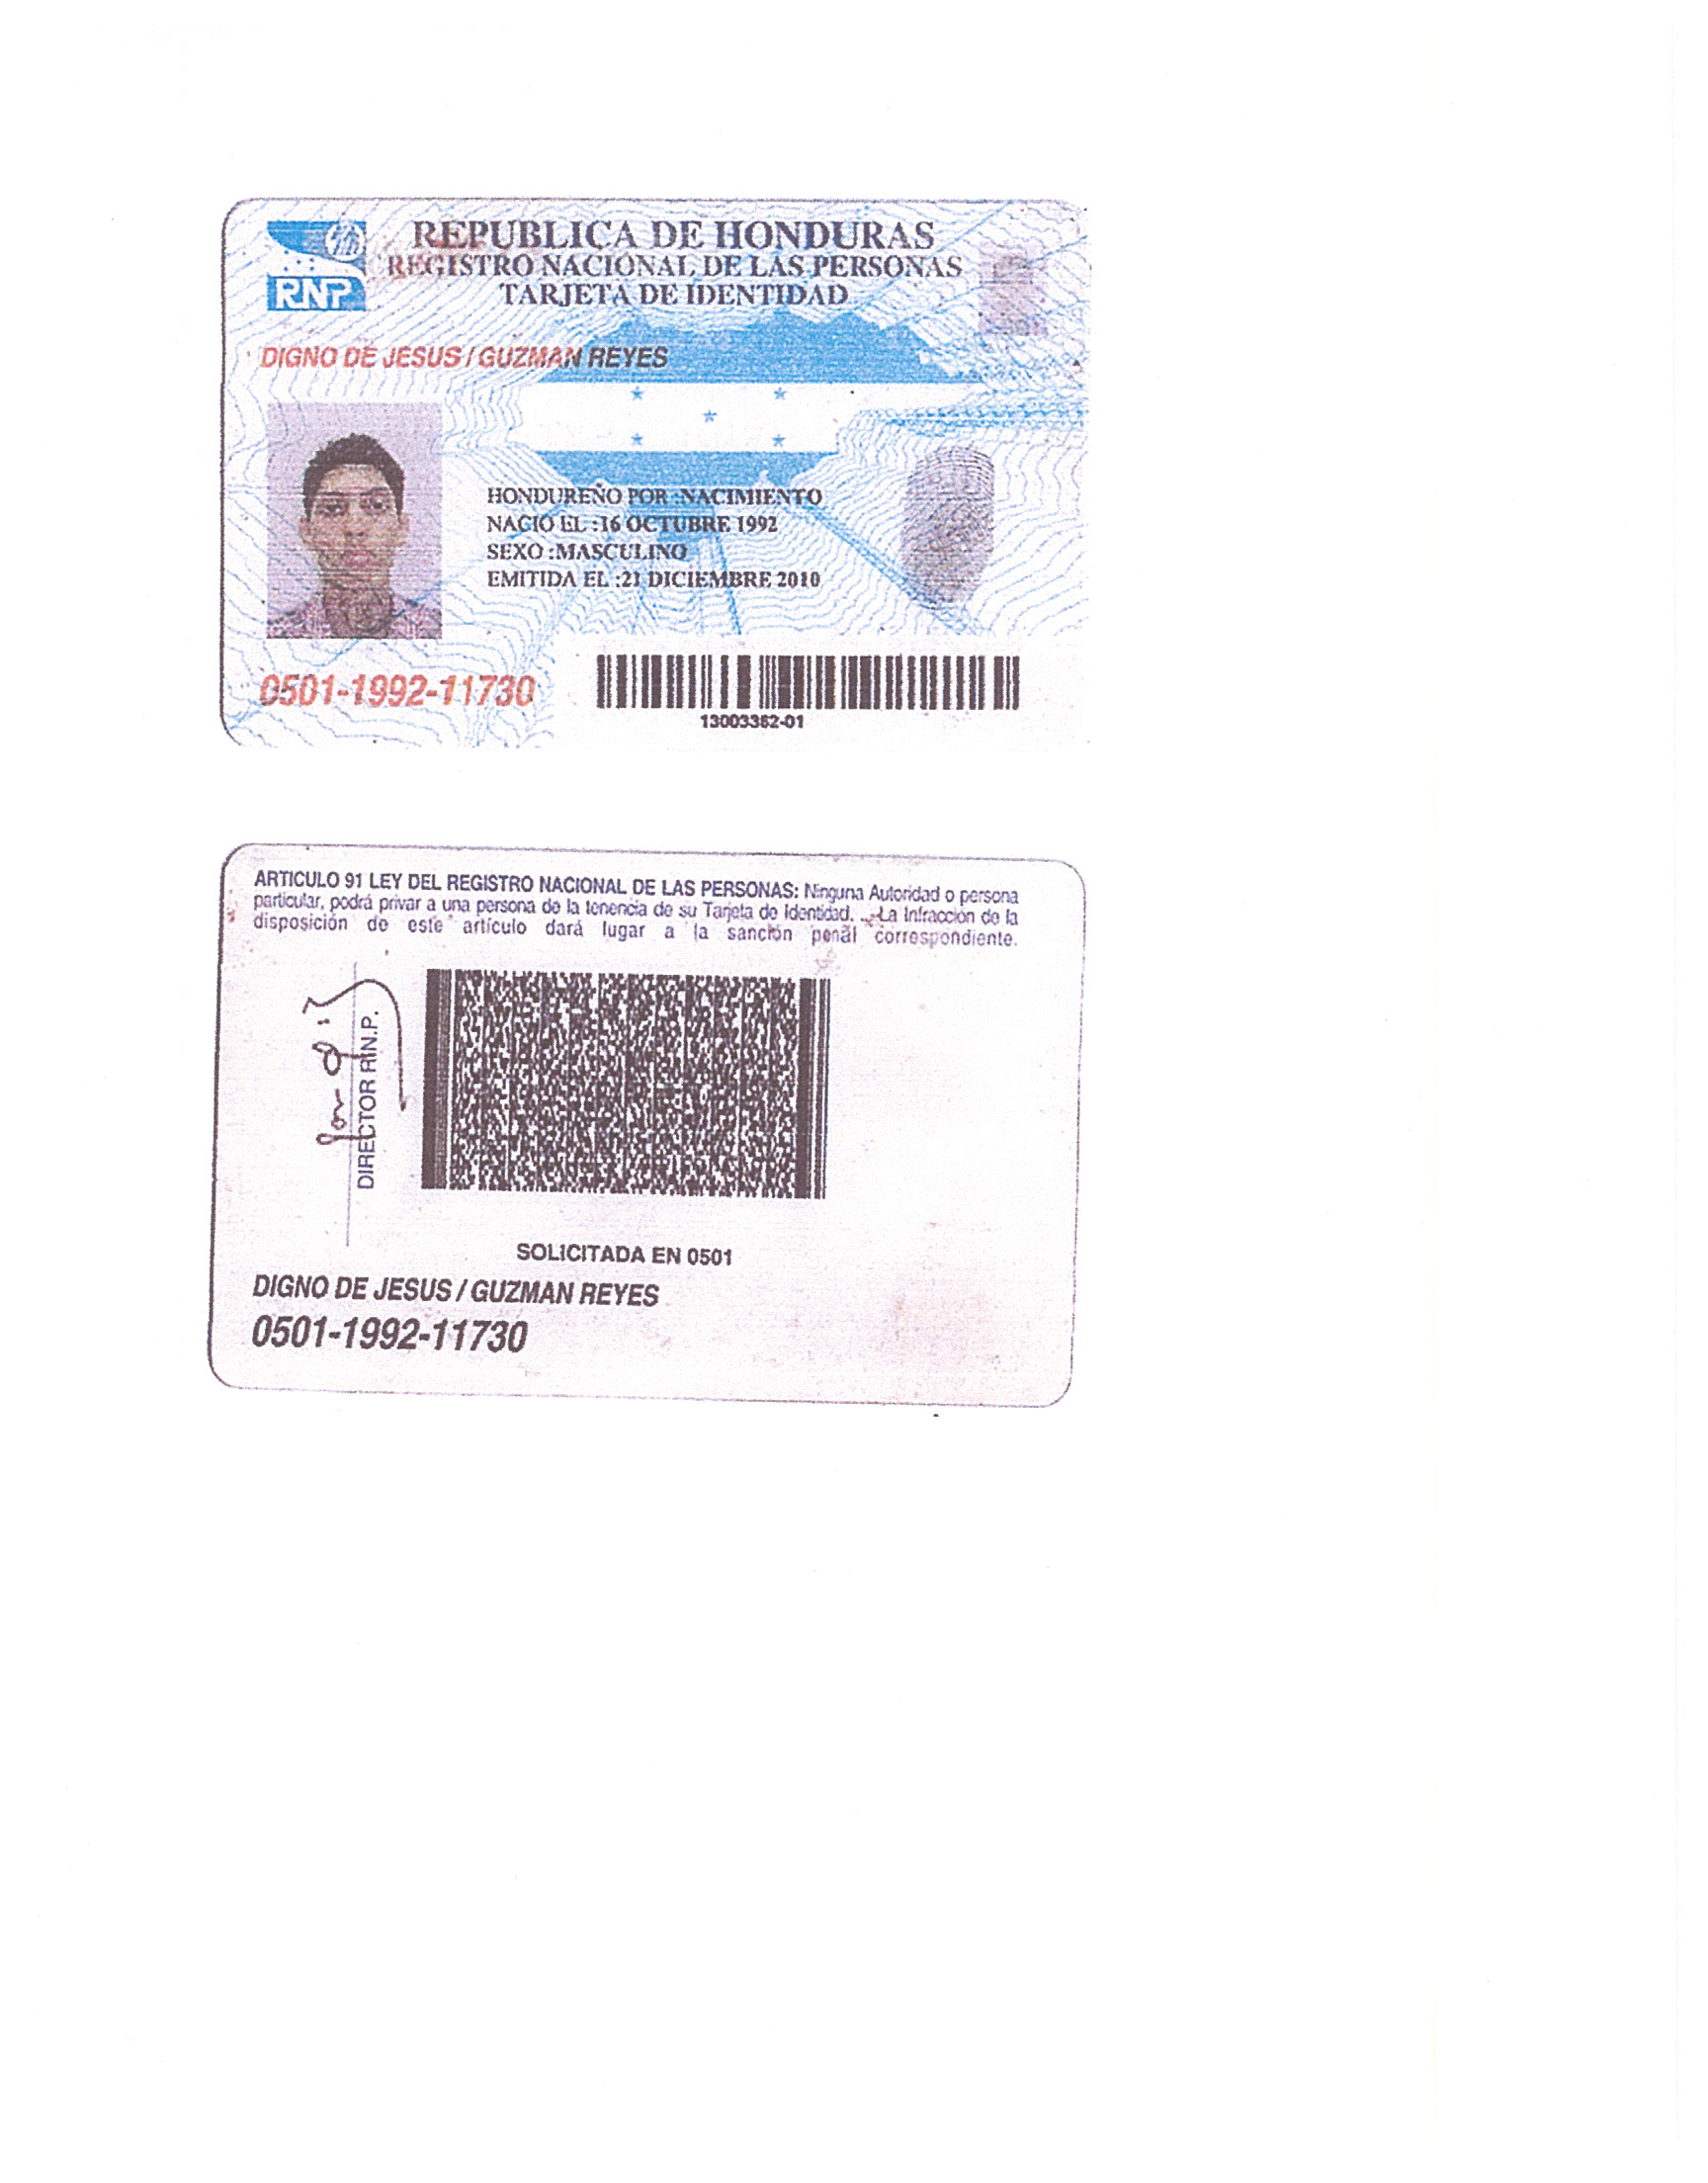 REPUBLICA DE HONDURAS
REGISTRO NACIONAL DE LAS PERSONAS
TARJETA DE IDENTIDAD
RNP
DIGNO DE JESUS / GUZMAN REYES
HONDUREÑO POR :NACIMIENTO
NACIO EL :16 OCTUBRE 1992
SEXO :MASCULINO
EMITIDA EL :21 DICIEMBRE 2010
0501-1992-11730
13003362-01
ARTICULO 91 LEY DEL REGISTRO NACIONAL DE LAS PERSONAS: Ninguna Autoridad o persona
particular, podrá privar a una persona de la tenencia de su Tarjeta de Identidad. ...La Infracción de la
disposición de este artículo dará lugar a la sanción penal correspondiente.
DIRECTOR R.N.P.
SOLICITADA EN 0501
DIGNO DE JESUS / GUZMAN REYES
0501-1992-11730